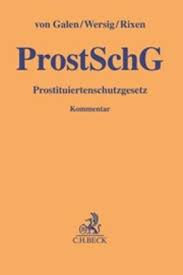 von Galen/Wersig/Rixen
ProstSchG
Prostituiertenschutzgesetz
Kommentar
C.H.BECK